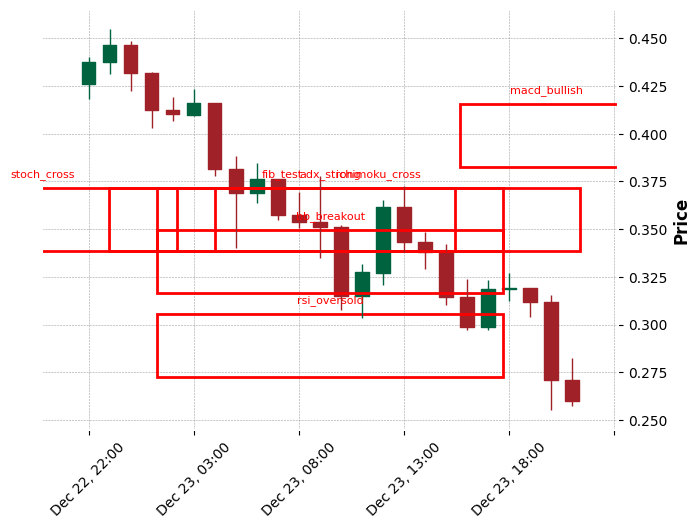 0.450
0.425
macd_bullish
0.400
stoch_cross
fib_test
adx_strong
ichimoku_cross
0.375
bb_breakout
0.350
Price
0.325
rsi_oversold
0.300
0.275
0.250
Dec 22, 22:00
Dec 23, 03:00
Dec 23, 08:00
Dec 23, 13:00
Dec 23, 18:00